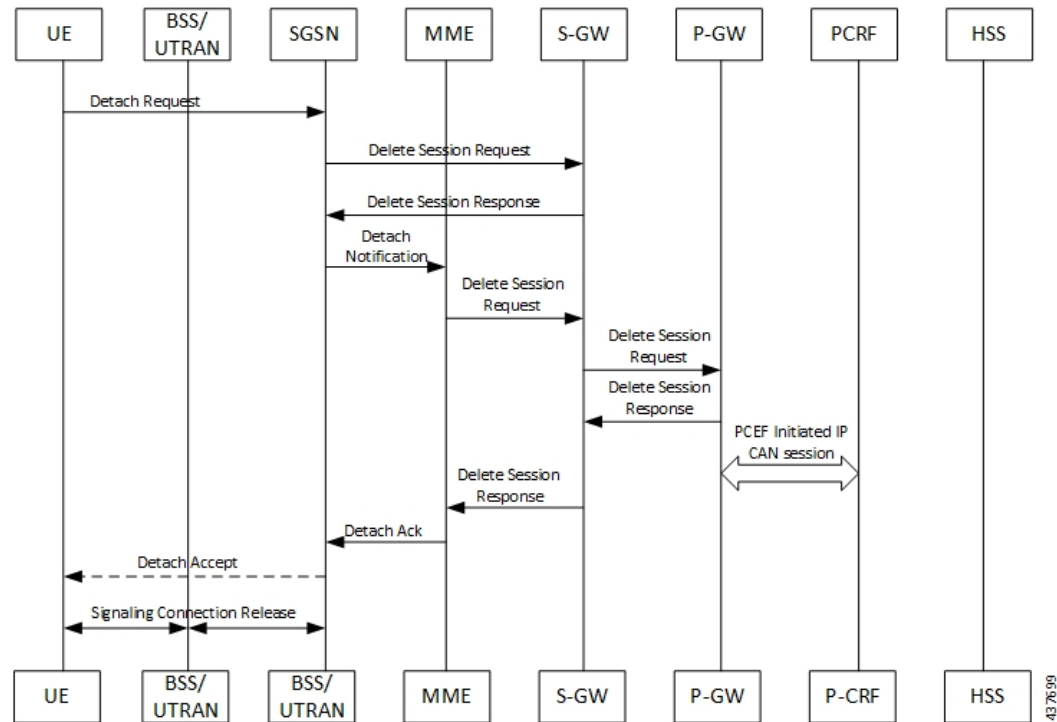 UE
BSS/
UTRAN
SGSN
MME
S-GW
P-GW
PCRF
HSS
Detach Request
Delete Session Request
Delete Session Response
Detach
Notification
Delete Session
Request
Delete Session
Request
Delete Session
Response
PCEF Initiated IP
CAN session
Delete Session
Response
Detach Ack
Detach Accept
Signaling Connection Release
UE
BSS/
UTRAN
BSS/
UTRAN
MME
S-GW
P-GW
P-CRF
HSS
437699